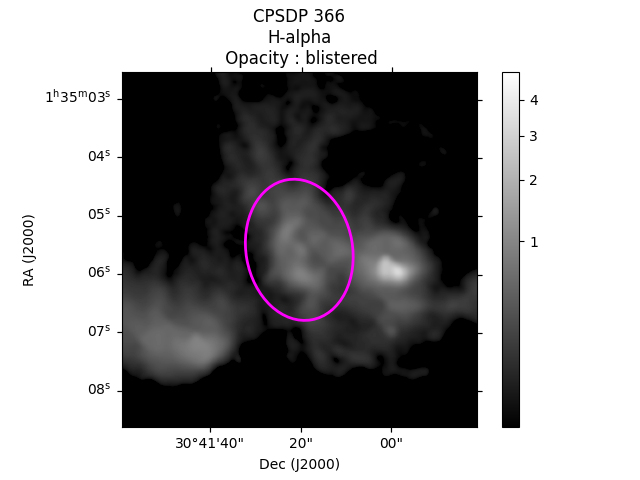 CPSDP 366
H-alpha
Opacity : blistered
1ʰ35ᵐ03ˢ
04ˢ
05ˢ
06ˢ
07ˢ
08ˢ
RA (J2000)
30°41'40" 20" 00"
Dec (J2000)
4
3
2
1